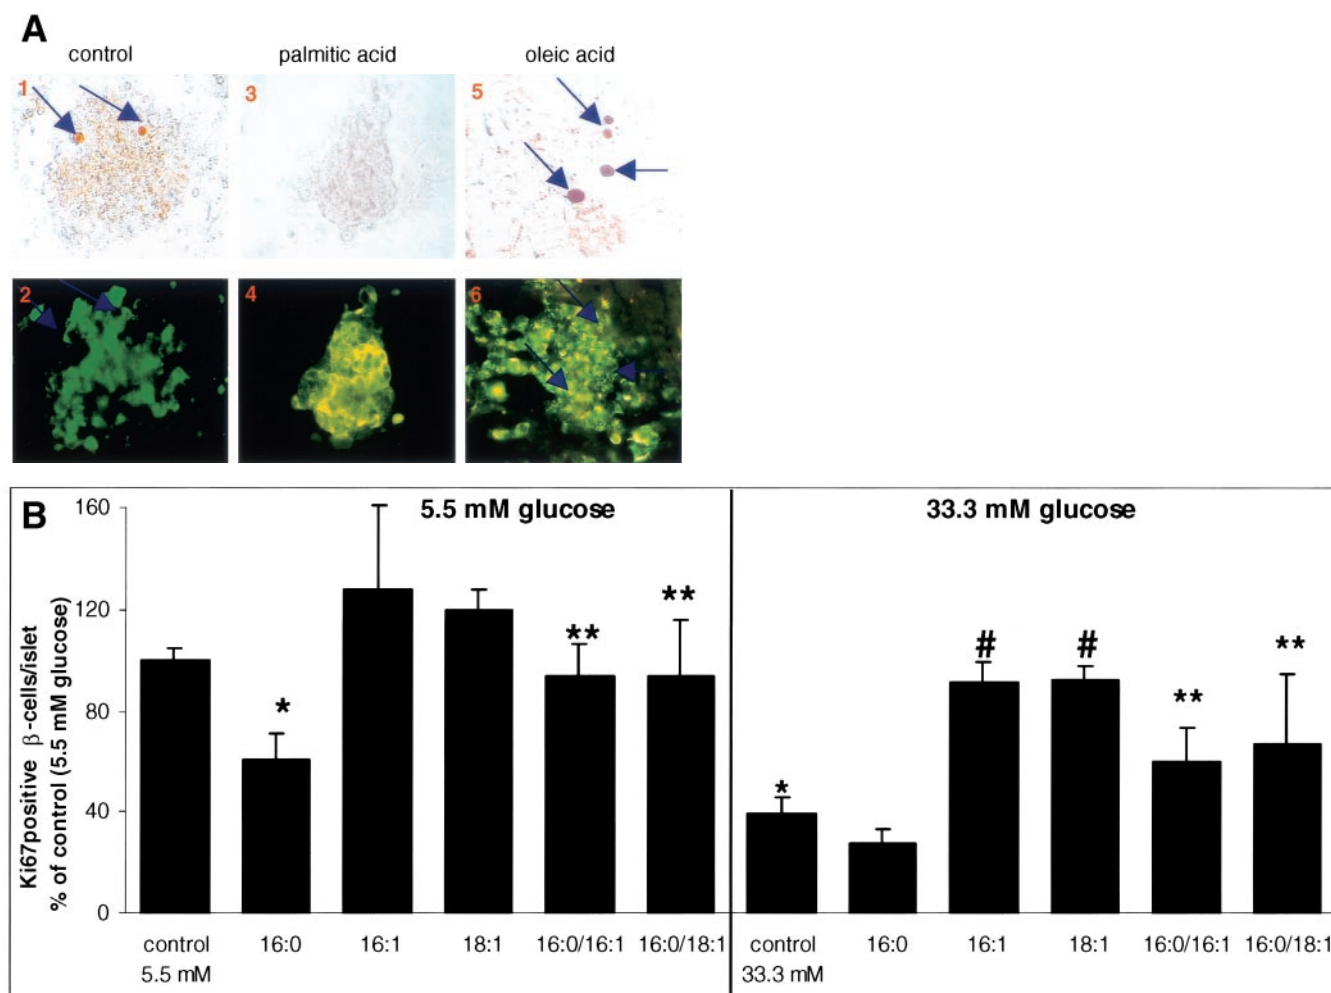 A
control palmitic acid oleic acid
1 3 5
2 4 6
B
5.5 mM glucose 33.3 mM glucose
Ki67positive β-cells/islet
% of control (5.5 mM glucose)
160
120
80
40
0
* ** ** * # # ** **
control 16:0 16:1 18:1 16:0/16:1 16:0/18:1 control 16:0 16:1 18:1 16:0/16:1 16:0/18:1
5.5 mM 33.3 mM